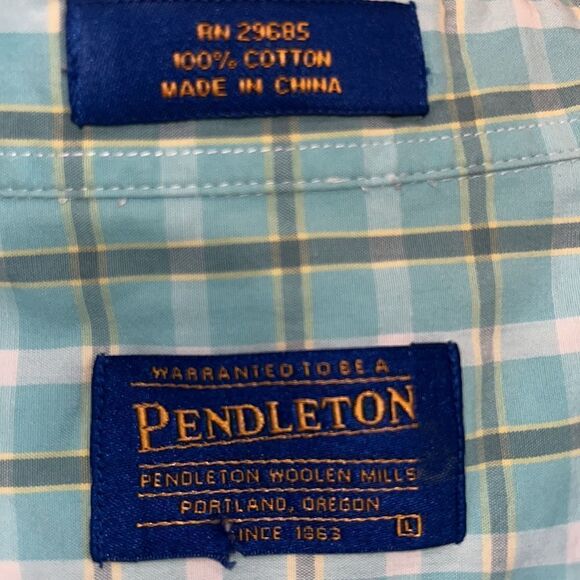 RN 29685
100% COTTON
MADE IN CHINA
WARRANTED TO BE A
PENDLETON
PENDLETON WOOLEN MILLS
PORTLAND, OREGON
SINCE 1863 L